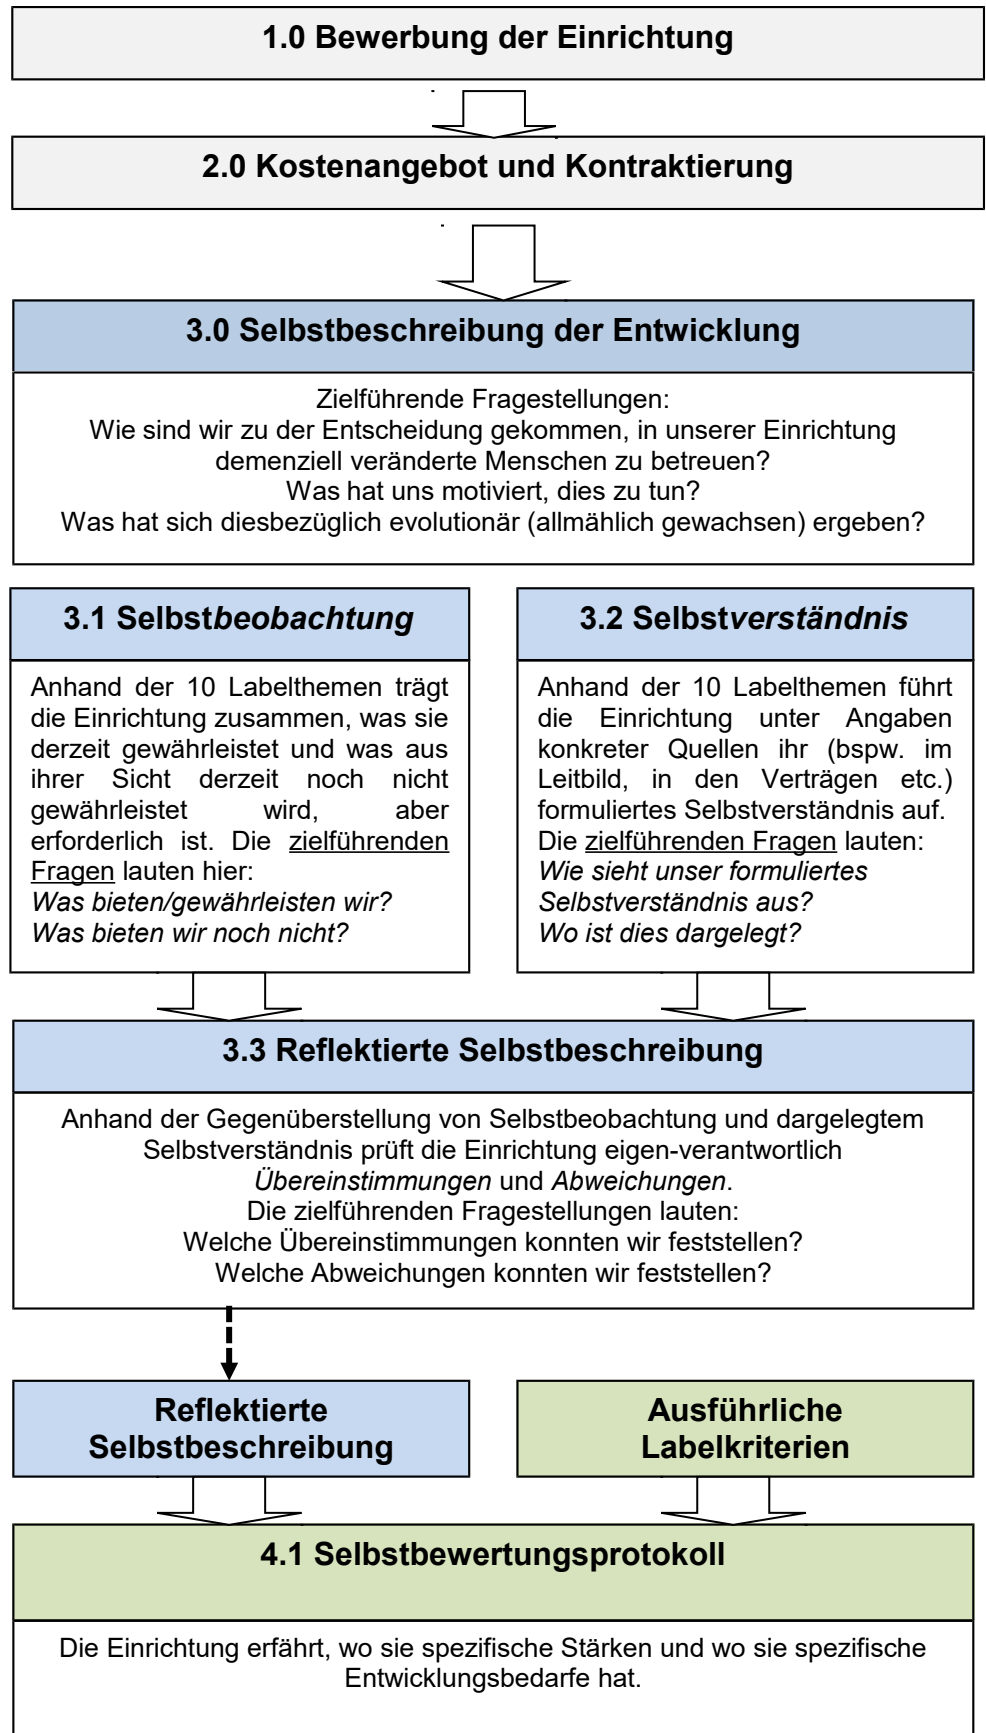 1.0 Bewerbung der Einrichtung
2.0 Kostenangebot und Kontraktierung
3.0 Selbstbeschreibung der Entwicklung
Zielführende Fragestellungen:
Wie sind wir zu der Entscheidung gekommen, in unserer Einrichtung
demenziell veränderte Menschen zu betreuen?
Was hat uns motiviert, dies zu tun?
Was hat sich diesbezüglich evolutionär (allmählich gewachsen) ergeben?
3.1 Selbstbeobachtung
Anhand der 10 Labelthemen trägt
die Einrichtung zusammen, was sie
derzeit gewährleistet und was aus
ihrer Sicht derzeit noch nicht
gewährleistet wird, aber
erforderlich ist. Die zielführenden
Fragen lauten hier:
Was bieten/gewährleisten wir?
Was bieten wir noch nicht?
3.2 Selbstverständnis
Anhand der 10 Labelthemen führt
die Einrichtung unter Angaben
konkreter Quellen ihr (bspw. im
Leitbild, in den Verträgen etc.)
formuliertes Selbstverständnis auf.
Die zielführenden Fragen lauten:
Wie sieht unser formuliertes
Selbstverständnis aus?
Wo ist dies dargelegt?
3.3 Reflektierte Selbstbeschreibung
Anhand der Gegenüberstellung von Selbstbeobachtung und dargelegtem
Selbstverständnis prüft die Einrichtung eigen-verantwortlich
Übereinstimmungen und Abweichungen.
Die zielführenden Fragestellungen lauten:
Welche Übereinstimmungen konnten wir feststellen?
Welche Abweichungen konnten wir feststellen?
Reflektierte
Selbstbeschreibung
Ausführliche
Labelkriterien
4.1 Selbstbewertungsprotokoll
Die Einrichtung erfährt, wo sie spezifische Stärken und wo sie spezifische
Entwicklungsbedarfe hat.